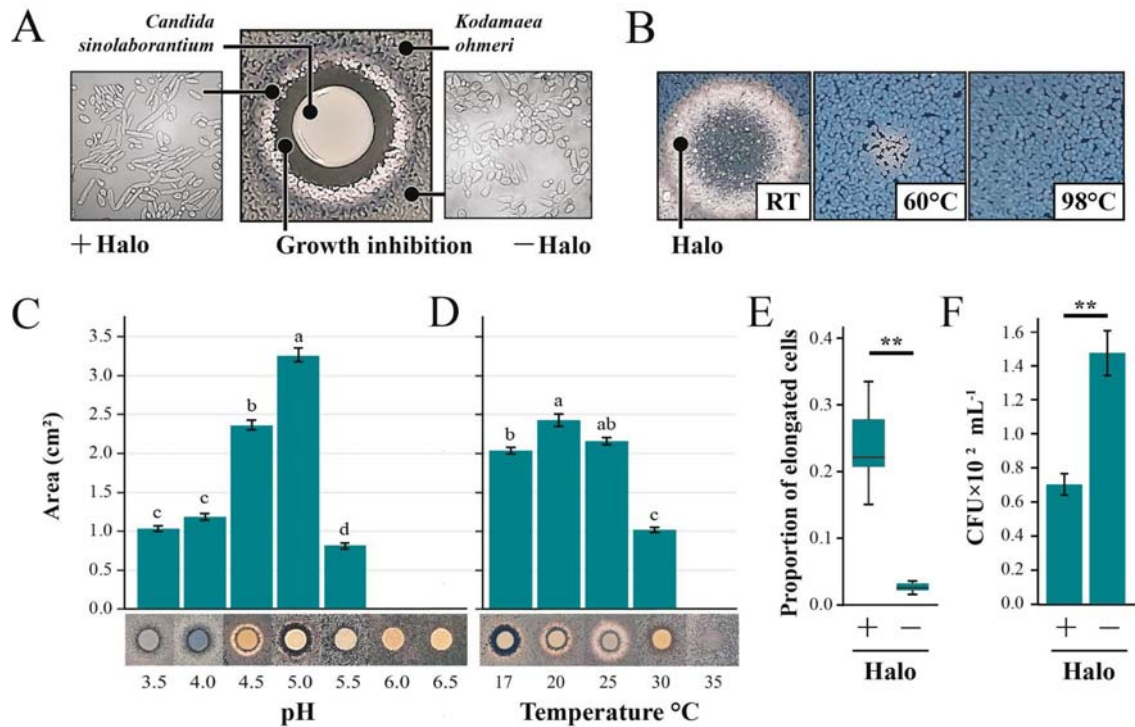 A
Candida
sinolaborantium
Kodamaea
ohmeri
+ Halo
Growth inhibition
− Halo
B
RT
60°C
98°C
Halo
C
3.5
3.0
2.5
2.0
1.5
1.0
0.5
0.0
Area (cm²)
c
c
b
a
d
3.5 4.0 4.5 5.0 5.5 6.0 6.5
pH
D
b
a
ab
c
17 20 25 30 35
Temperature °C
E
Proportion of elongated cells
0.4
0.3
0.2
0.1
0.0
**
+ −
Halo
F
CFU×10² mL⁻¹
1.6
1.4
1.2
1.0
0.8
0.6
0.4
0.2
0.0
**
+ −
Halo